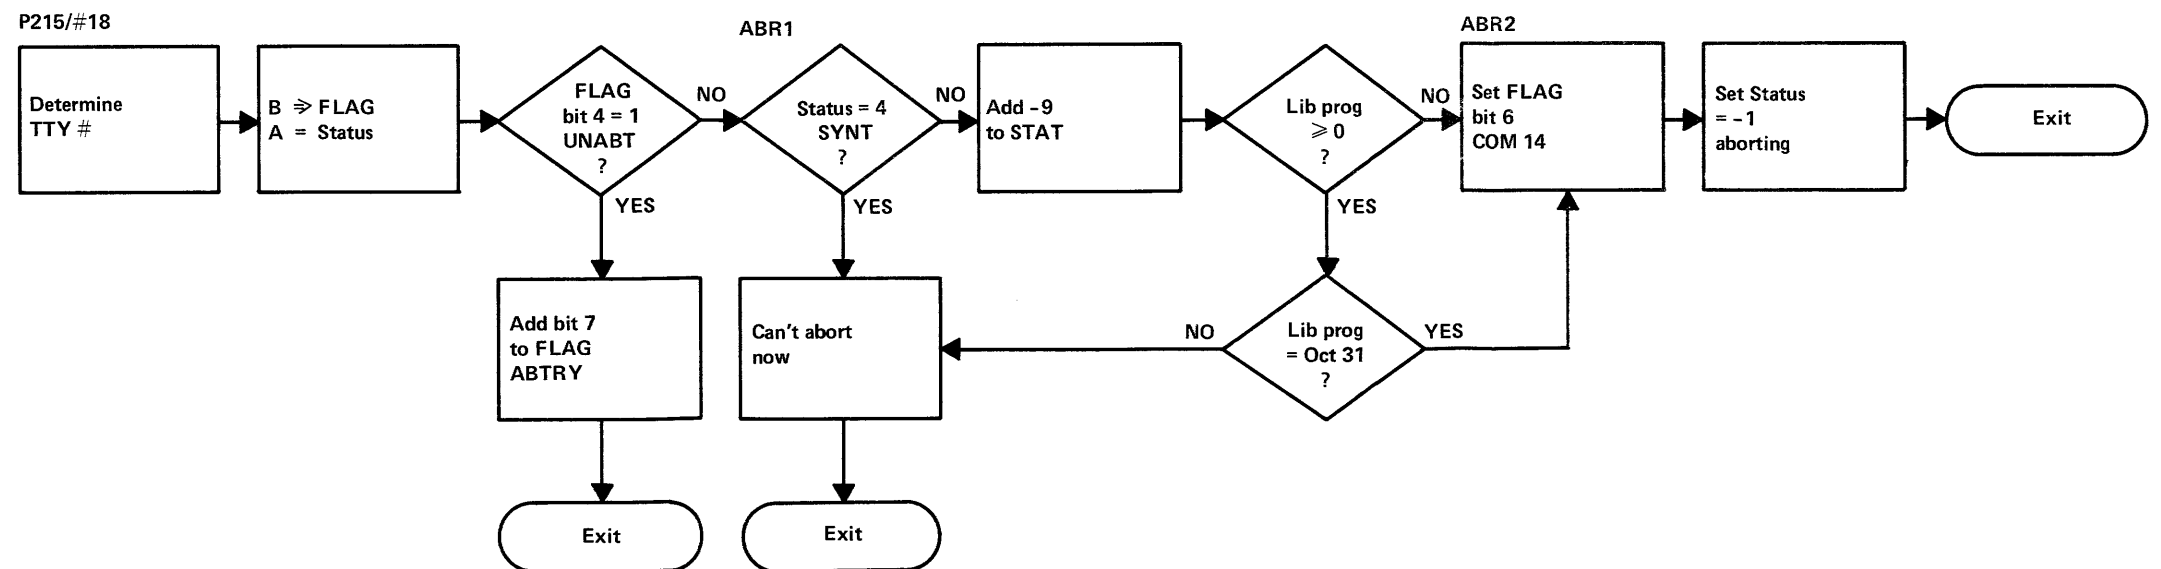 P215/#18
Determine
TTY #
B ⩾ FLAG
A = Status
FLAG
bit 4 = 1
UNABT
?
NO
YES
Add bit 7
to FLAG
ABTRY
Exit
ABR1
Status = 4
SYNT
?
NO
YES
Can't abort
now
Exit
Add -9
to STAT
Lib prog
⩾ 0
?
NO
YES
Lib prog
= Oct 31
?
NO
YES
ABR2
Set FLAG
bit 6
COM 14
Set Status
= -1
aborting
Exit